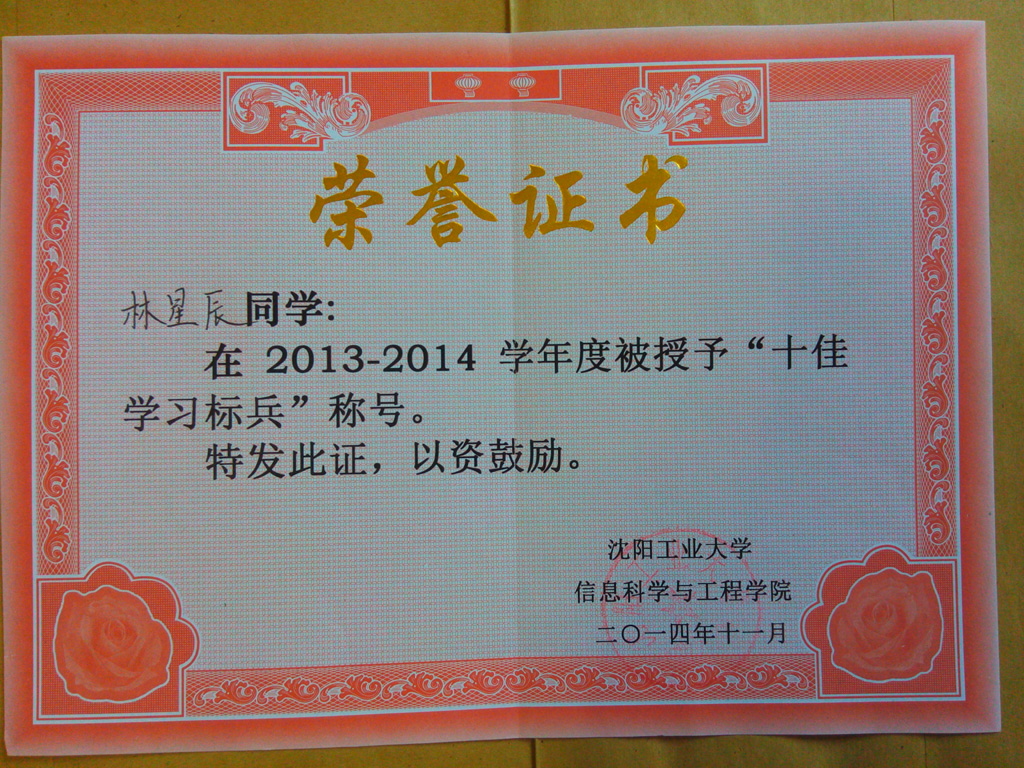 荣誉证书
林星辰同学:
在 2013-2014 学年度被授予“十佳
学习标兵”称号。
特发此证，以资鼓励。
沈阳工业大学
信息科学与工程学院
二〇一四年十一月